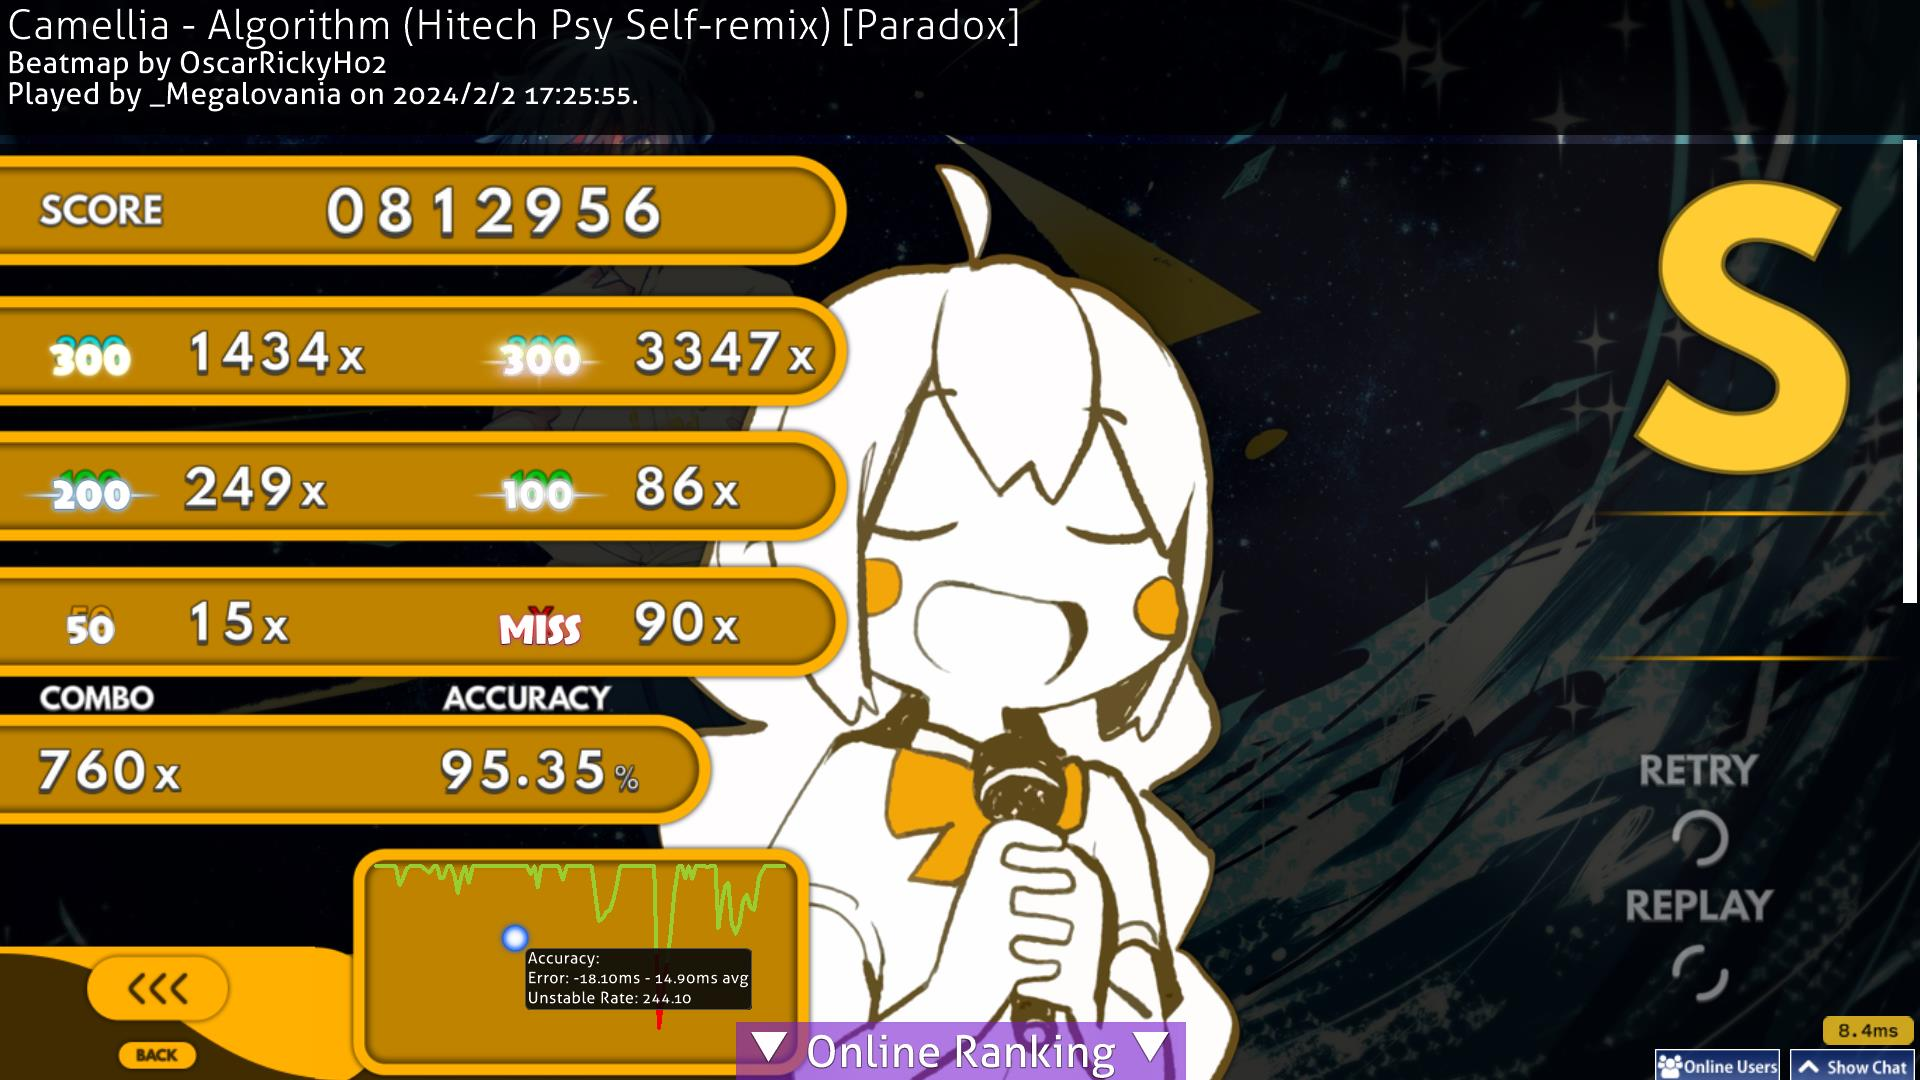 Camellia - Algorithm (Hitech Psy Self-remix) [Paradox]
Beatmap by OscarRickyH02
Played by _Megalovania on 2024/2/2 17:25:55.
SCORE 0812956
300 1434x 300 3347x
200 249x 100 86x
50 15x MISS 90x
COMBO ACCURACY
760x 95.35%
S
RETRY
REPLAY
Accuracy:
Error: -18.10ms - 14.90ms avg
Unstable Rate: 244.10
BACK
Online Ranking
8.4ms
Online Users Show Chat